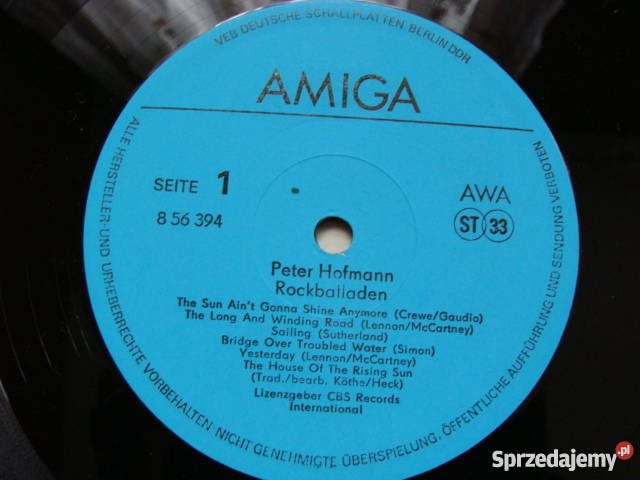 VEB DEUTSCHE SCHALLPLATTEN BERLIN DDR
AMIGA
SEITE 1
8 56 394
AWA
ST 33
Peter Hofmann
Rockballaden
The Sun Ain't Gonna Shine Anymore (Crewe/Gaudio)
The Long And Winding Road (Lennon/McCartney)
Sailing (Sutherland)
Bridge Over Troubled Water (Simon)
Yesterday (Lennon/McCartney)
The House Of The Rising Sun
(Trad./bearb. Köthe/Heck)
Lizenzgeber CBS Records
International
ALLE HERSTELLER-UND URHEBERRECHTE VORBEHALTEN·NICHT GENEHMIGTE ÜBERSPIELUNG, ÖFFENTLICHE AUFFÜHRUNG UND SENDUNG VERBOTEN
Sprzedajemy.pl